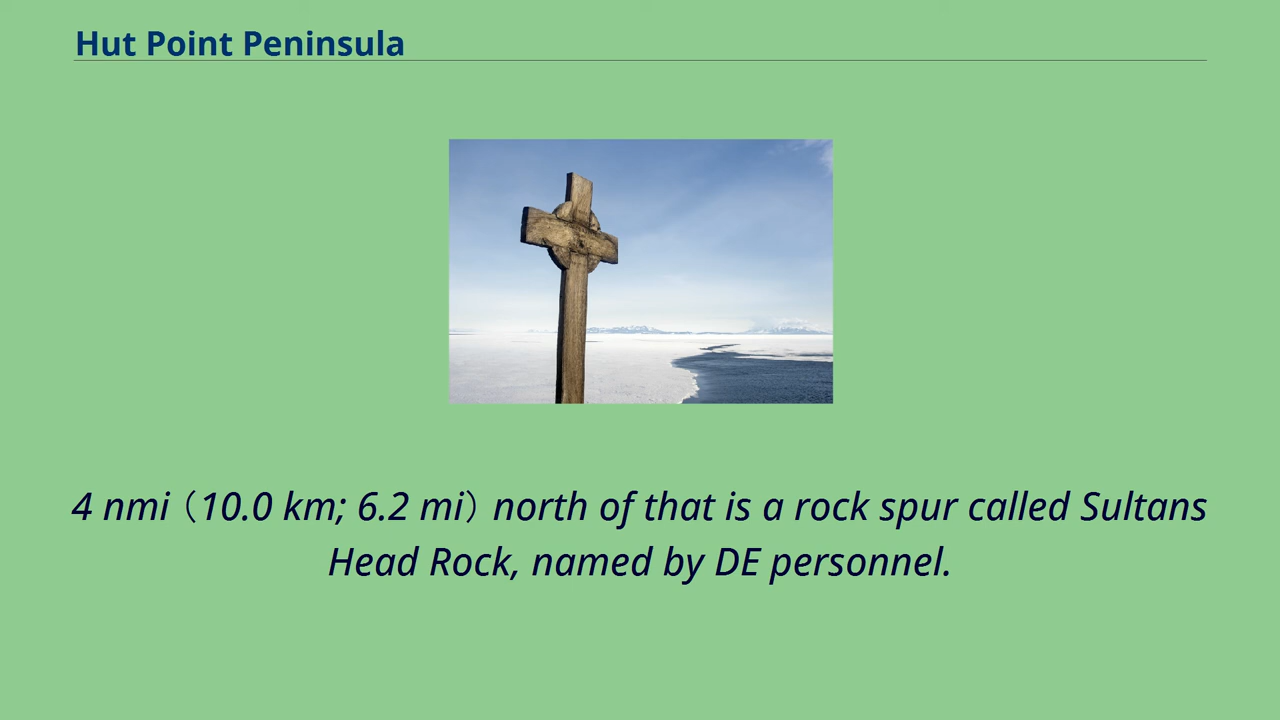 Hut Point Peninsula
4 nmi（10.0 km; 6.2 mi）north of that is a rock spur called Sultans
Head Rock, named by DE personnel.